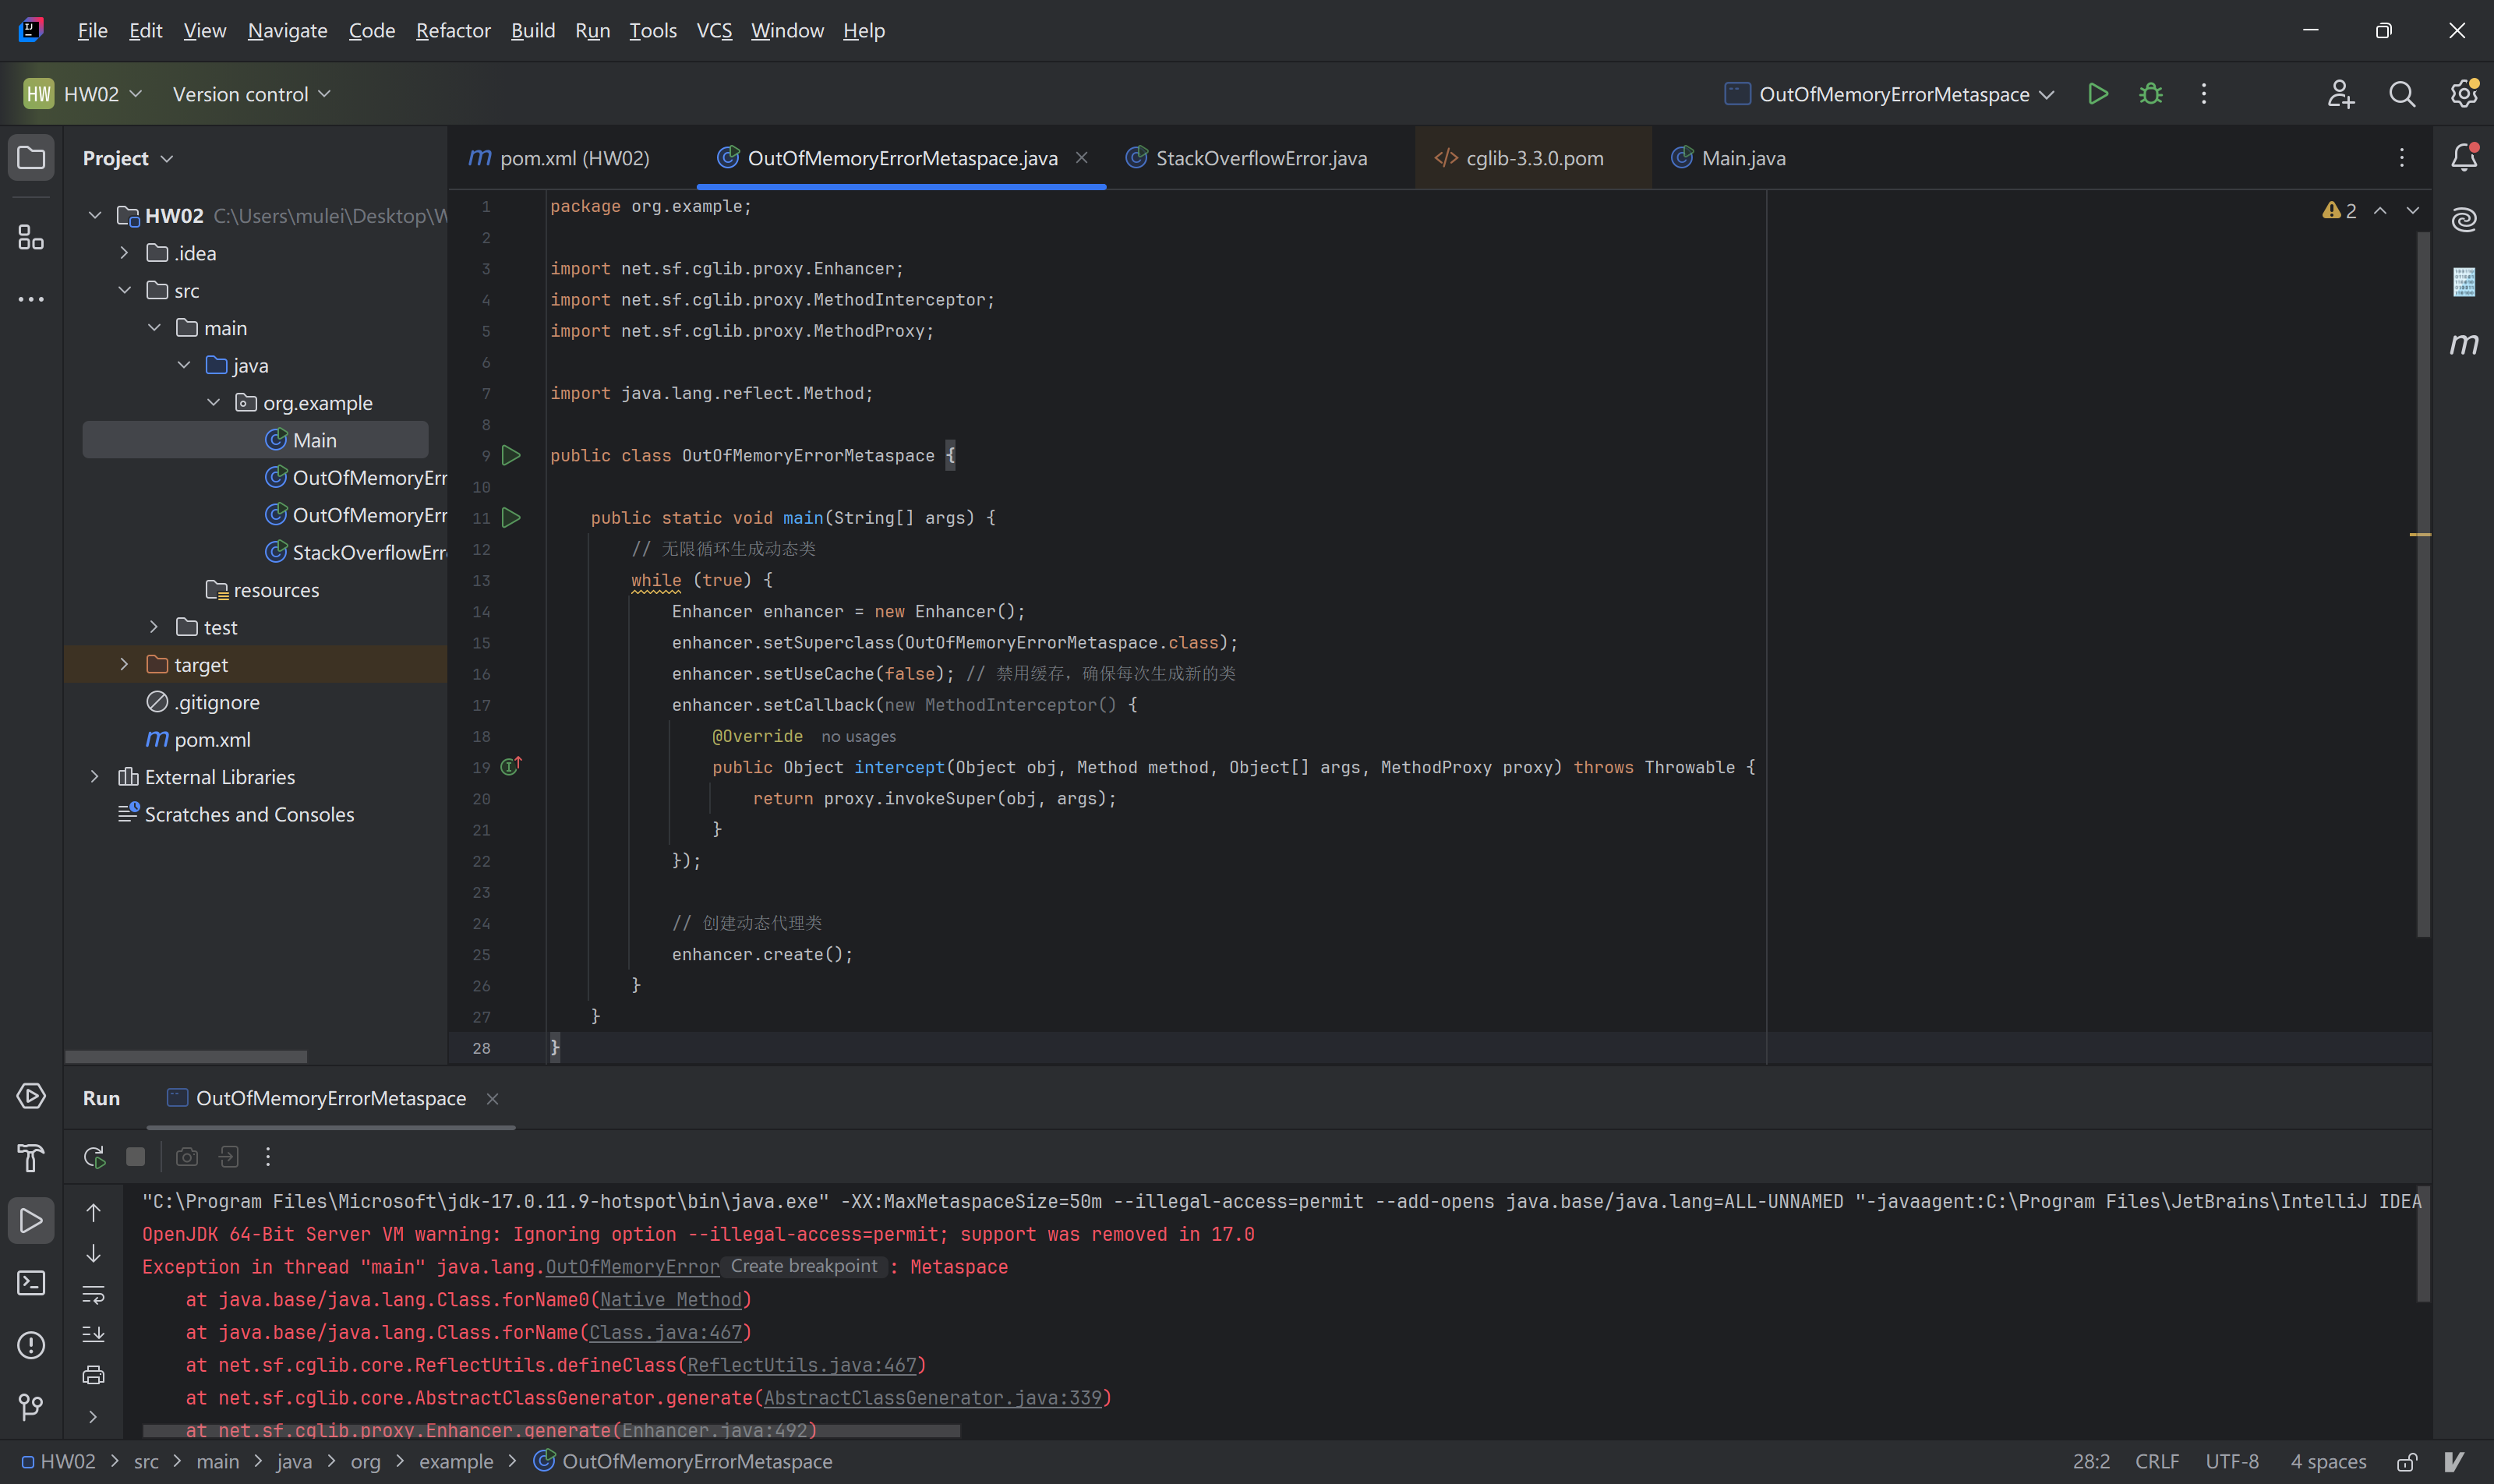 File Edit View Navigate Code Refactor Build Run Tools VCS Window Help
HW HW02 Version control OutOfMemoryErrorMetaspace
Project
pom.xml (HW02) OutOfMemoryErrorMetaspace.java StackOverflowError.java cglib-3.3.0.pom Main.java
HW02 C:\Users\mulei\Desktop\W
.idea
src
main
java
org.example
Main
OutOfMemoryErr
OutOfMemoryErr
StackOverflowErr
resources
test
target
.gitignore
pom.xml
External Libraries
Scratches and Consoles
2
1 package org.example;
2
3 import net.sf.cglib.proxy.Enhancer;
4 import net.sf.cglib.proxy.MethodInterceptor;
5 import net.sf.cglib.proxy.MethodProxy;
6
7 import java.lang.reflect.Method;
8
9 public class OutOfMemoryErrorMetaspace {
10
11 public static void main(String[] args) {
12 // 无限循环生成动态类
13 while (true) {
14 Enhancer enhancer = new Enhancer();
15 enhancer.setSuperclass(OutOfMemoryErrorMetaspace.class);
16 enhancer.setUseCache(false); // 禁用缓存，确保每次生成新的类
17 enhancer.setCallback(new MethodInterceptor() {
18 @Override no usages
19 public Object intercept(Object obj, Method method, Object[] args, MethodProxy proxy) throws Throwable {
20 return proxy.invokeSuper(obj, args);
21 }
22 });
23
24 // 创建动态代理类
25 enhancer.create();
26 }
27 }
28 }
Run OutOfMemoryErrorMetaspace
"C:\Program Files\Microsoft\jdk-17.0.11.9-hotspot\bin\java.exe" -XX:MaxMetaspaceSize=50m --illegal-access=permit --add-opens java.base/java.lang=ALL-UNNAMED "-javaagent:C:\Program Files\JetBrains\IntelliJ IDEA
OpenJDK 64-Bit Server VM warning: Ignoring option --illegal-access=permit; support was removed in 17.0
Exception in thread "main" java.lang.OutOfMemoryError Create breakpoint : Metaspace
at java.base/java.lang.Class.forName0(Native Method)
at java.base/java.lang.Class.forName(Class.java:467)
at net.sf.cglib.core.ReflectUtils.defineClass(ReflectUtils.java:467)
at net.sf.cglib.core.AbstractClassGenerator.generate(AbstractClassGenerator.java:339)
at net.sf.cglib.proxy.Enhancer.generate(Enhancer.java:492)
HW02 > src > main > java > org > example > OutOfMemoryErrorMetaspace 28:2 CRLF UTF-8 4 spaces